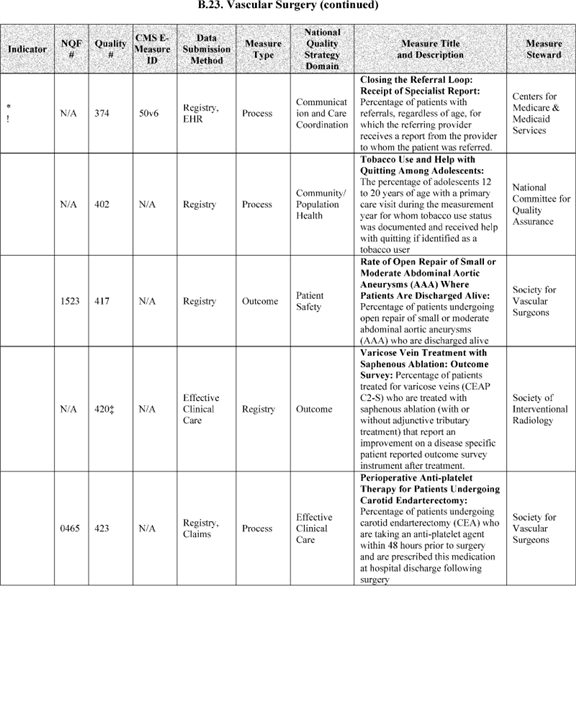 B.23. Vascular Surgery (continued)
Indicator
NQF
#
Quality
#
CMS E-
Measure
ID
Data
Submission
Method
Measure
Type
National
Quality
Strategy
Domain
Measure Title
and Description
Measure
Steward
*
!
N/A
374
50v6
Registry,
EHR
Process
Communicat
ion and Care
Coordination
Closing the Referral Loop:
Receipt of Specialist Report:
Percentage of patients with
referrals, regardless of age, for
which the referring provider
receives a report from the provider
to whom the patient was referred.
Centers for
Medicare &
Medicaid
Services
N/A
402
N/A
Registry
Process
Community/
Population
Health
Tobacco Use and Help with
Quitting Among Adolescents:
The percentage of adolescents 12
to 20 years of age with a primary
care visit during the measurement
year for whom tobacco use status
was documented and received help
with quitting if identified as a
tobacco user
National
Committee for
Quality
Assurance
1523
417
N/A
Registry
Outcome
Patient
Safety
Rate of Open Repair of Small or
Moderate Abdominal Aortic
Aneurysms (AAA) Where
Patients Are Discharged Alive:
Percentage of patients undergoing
open repair of small or moderate
abdominal aortic aneurysms
(AAA) who are discharged alive
Society for
Vascular
Surgeons
N/A
420‡
N/A
Effective
Clinical
Care
Registry
Outcome
Varicose Vein Treatment with
Saphenous Ablation: Outcome
Survey: Percentage of patients
treated for varicose veins (CEAP
C2-S) who are treated with
saphenous ablation (with or
without adjunctive tributary
treatment) that report an
improvement on a disease specific
patient reported outcome survey
instrument after treatment.
Society of
Interventional
Radiology
0465
423
N/A
Registry,
Claims
Process
Effective
Clinical
Care
Perioperative Anti-platelet
Therapy for Patients Undergoing
Carotid Endarterectomy:
Percentage of patients undergoing
carotid endarterectomy (CEA) who
are taking an anti-platelet agent
within 48 hours prior to surgery
and are prescribed this medication
at hospital discharge following
surgery
Society for
Vascular
Surgeons